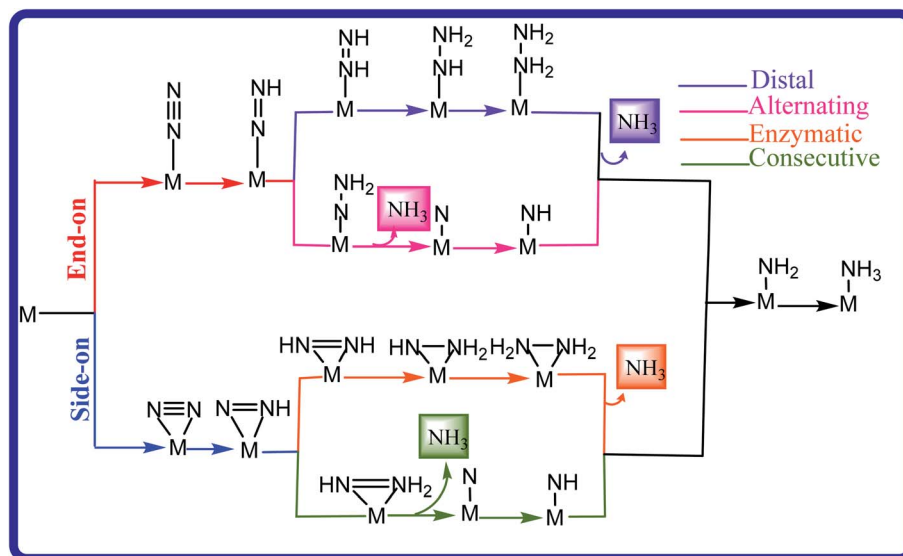 NH
NH
M
NH2
NH
M
NH2
NH2
M
NH3
Distal
Alternating
Enzymatic
Consecutive
N
N
M
NH
N
M
NH2
N
M
NH3
N
M
NH
M
End-on
M
Side-on
NH2
M
NH3
M
HN NH
M
HN NH2
M
H2N NH2
M
NH3
N N
M
N NH
M
NH3
HN NH2
M
N
M
NH
M